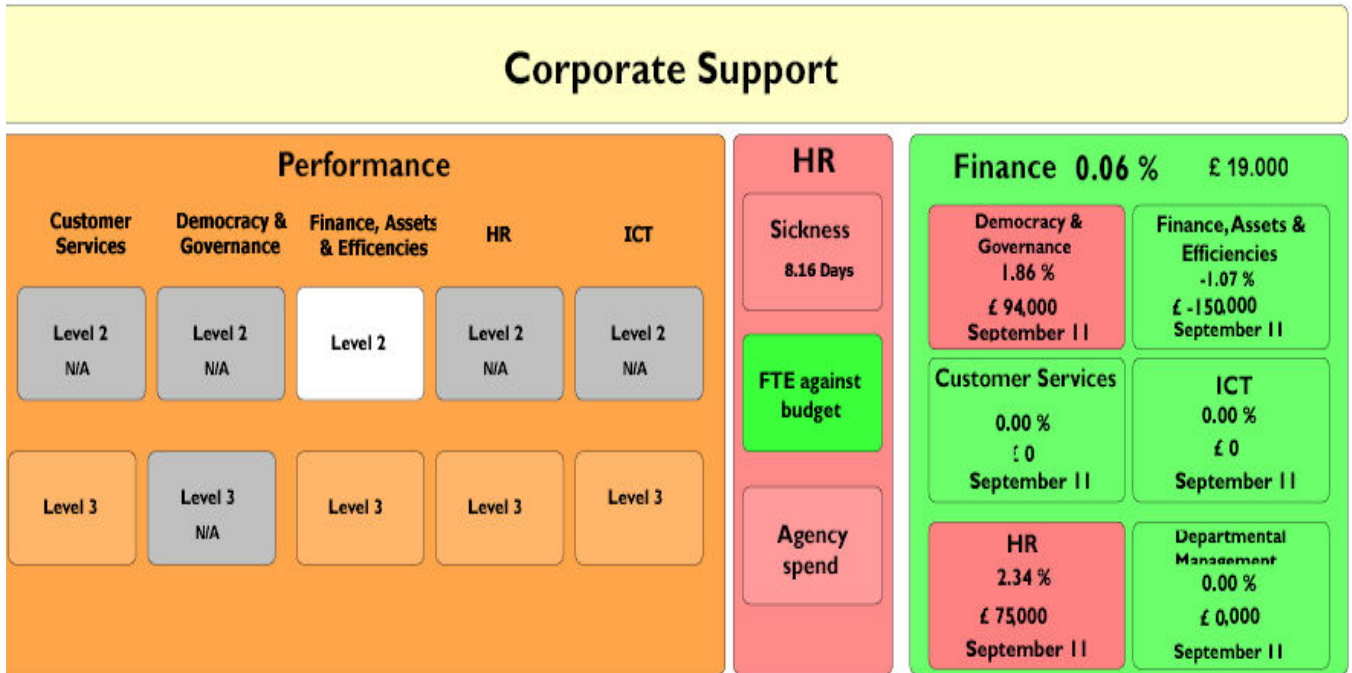 Corporate Support
Performance
Customer
Services
Democracy &
Governance
Finance, Assets
& Efficencies
HR
ICT
Level 2
N/A
Level 2
N/A
Level 2
Level 2
N/A
Level 2
N/A
Level 3
Level 3
N/A
Level 3
Level 3
Level 3
HR
Sickness
8.16 Days
FTE against
budget
Agency
spend
Finance 0.06 % £ 19.000
Democracy &
Governance
1.86 %
£ 94,000
September 11
Finance, Assets &
Efficiencies
-1.07 %
£ -150,000
September 11
Customer Services
0.00 %
£ 0
September 11
ICT
0.00 %
£ 0
September 11
HR
2.34 %
£ 75,000
September 11
Departmental
Management
0.00 %
£ 0,000
September 11